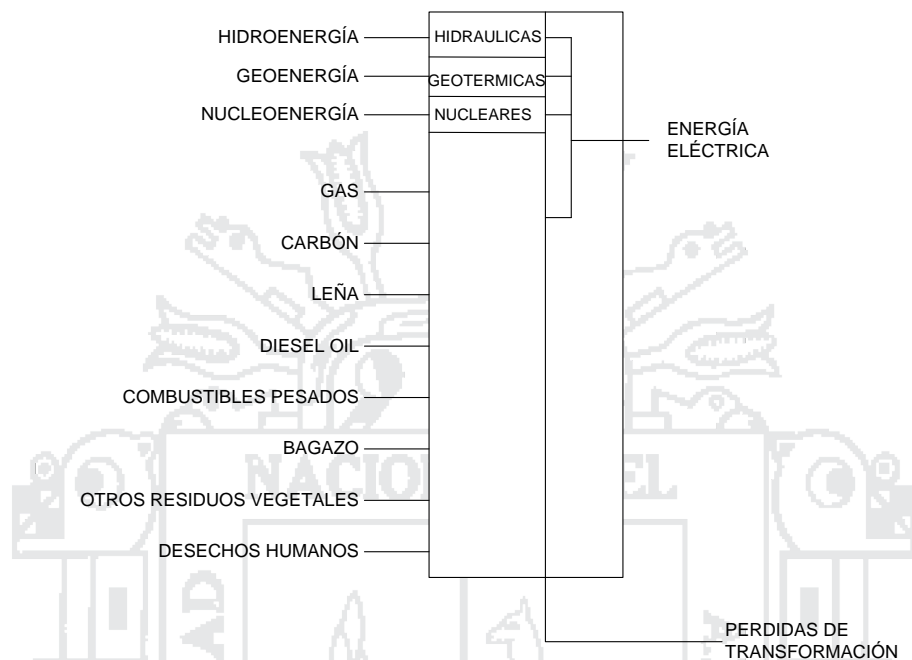 HIDROENERGÍA
HIDRAULICAS
GEOENERGÍA
GEOTERMICAS
NUCLEOENERGÍA
NUCLEARES
ENERGÍA
ELÉCTRICA
GAS
CARBÓN
LEÑA
DIESEL OIL
COMBUSTIBLES PESADOS
BAGAZO
OTROS RESIDUOS VEGETALES
DESECHOS HUMANOS
PERDIDAS DE
TRANSFORMACIÓN